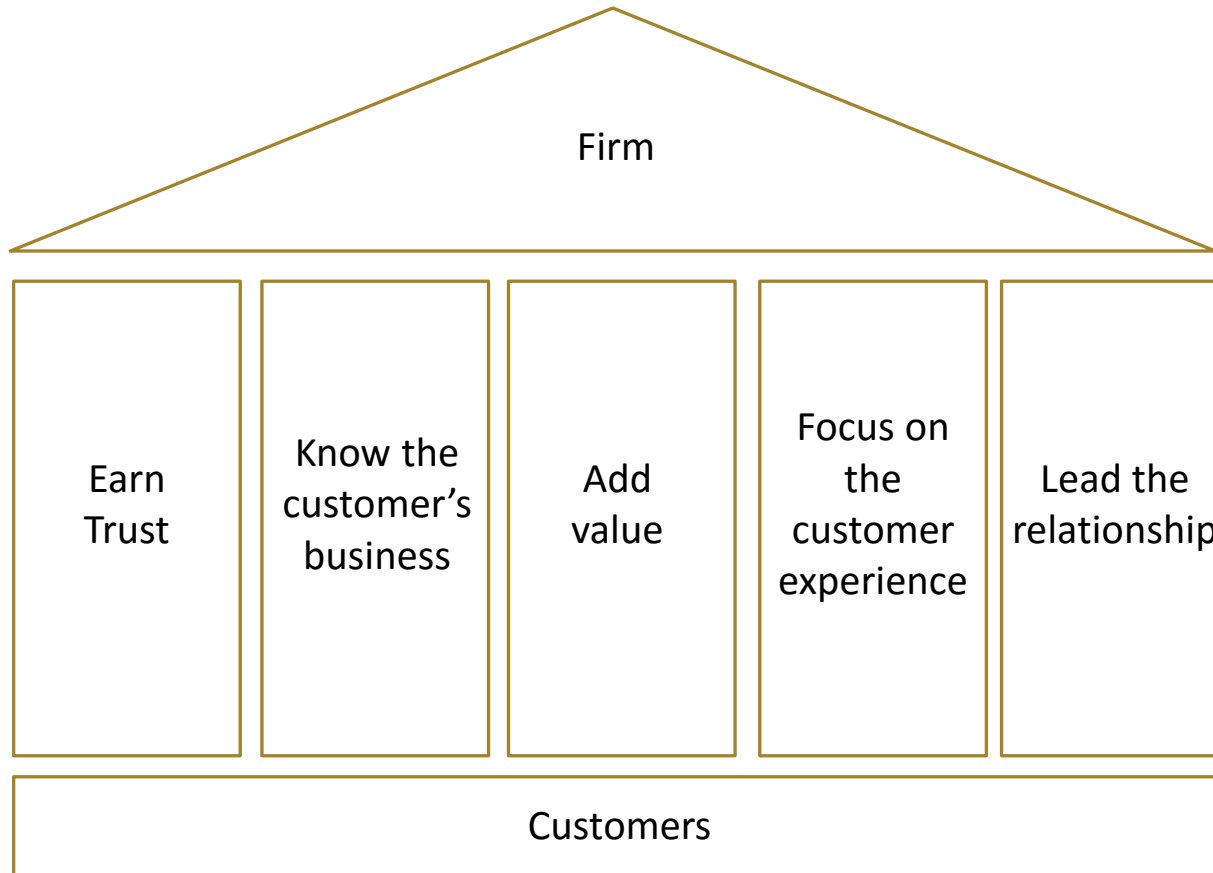 Firm
Earn
Trust
Know the
customer’s
business
Add
value
Focus on
the
customer
experience
Lead the
relationship
Customers